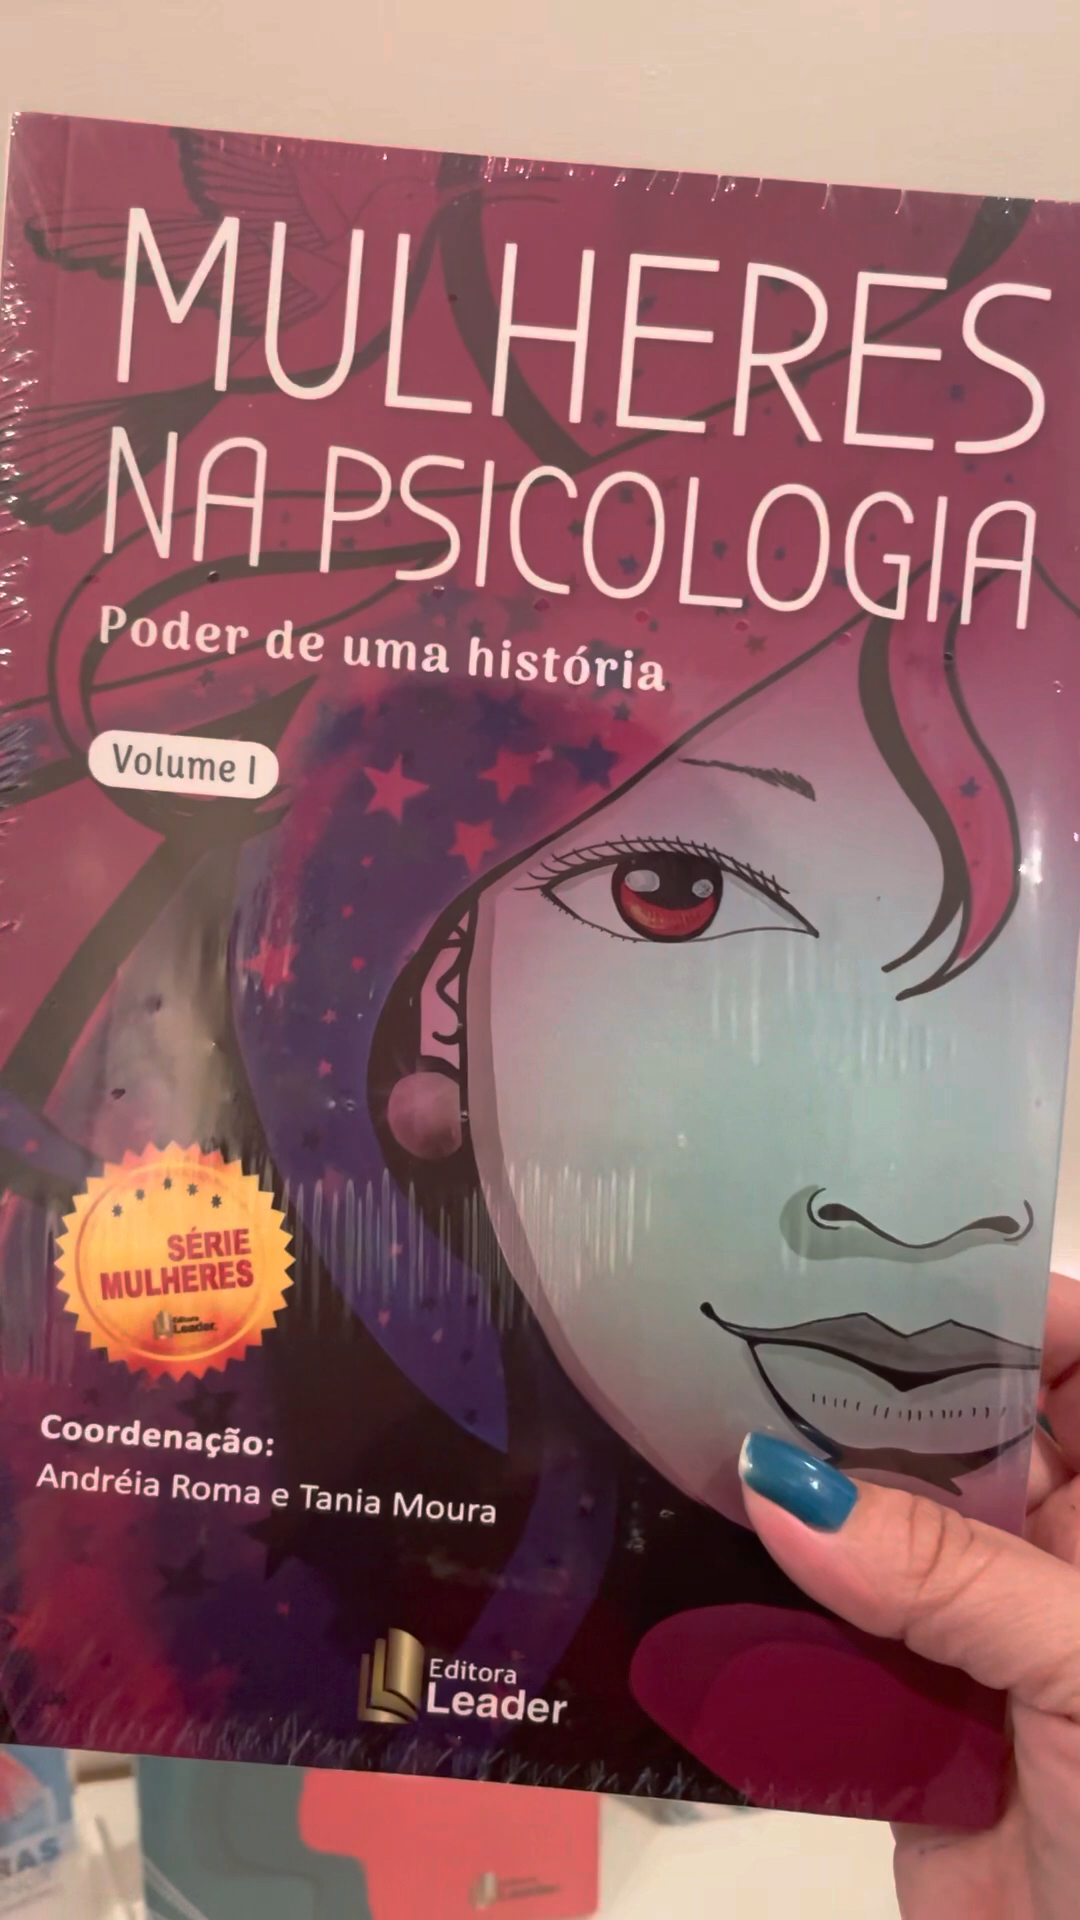 MULHERES
NA PSICOLOGIA
Poder de uma história
Volume I
SÉRIE
MULHERES
Editora
Leader
Coordenação:
Andréia Roma e Tania Moura
Editora
Leader